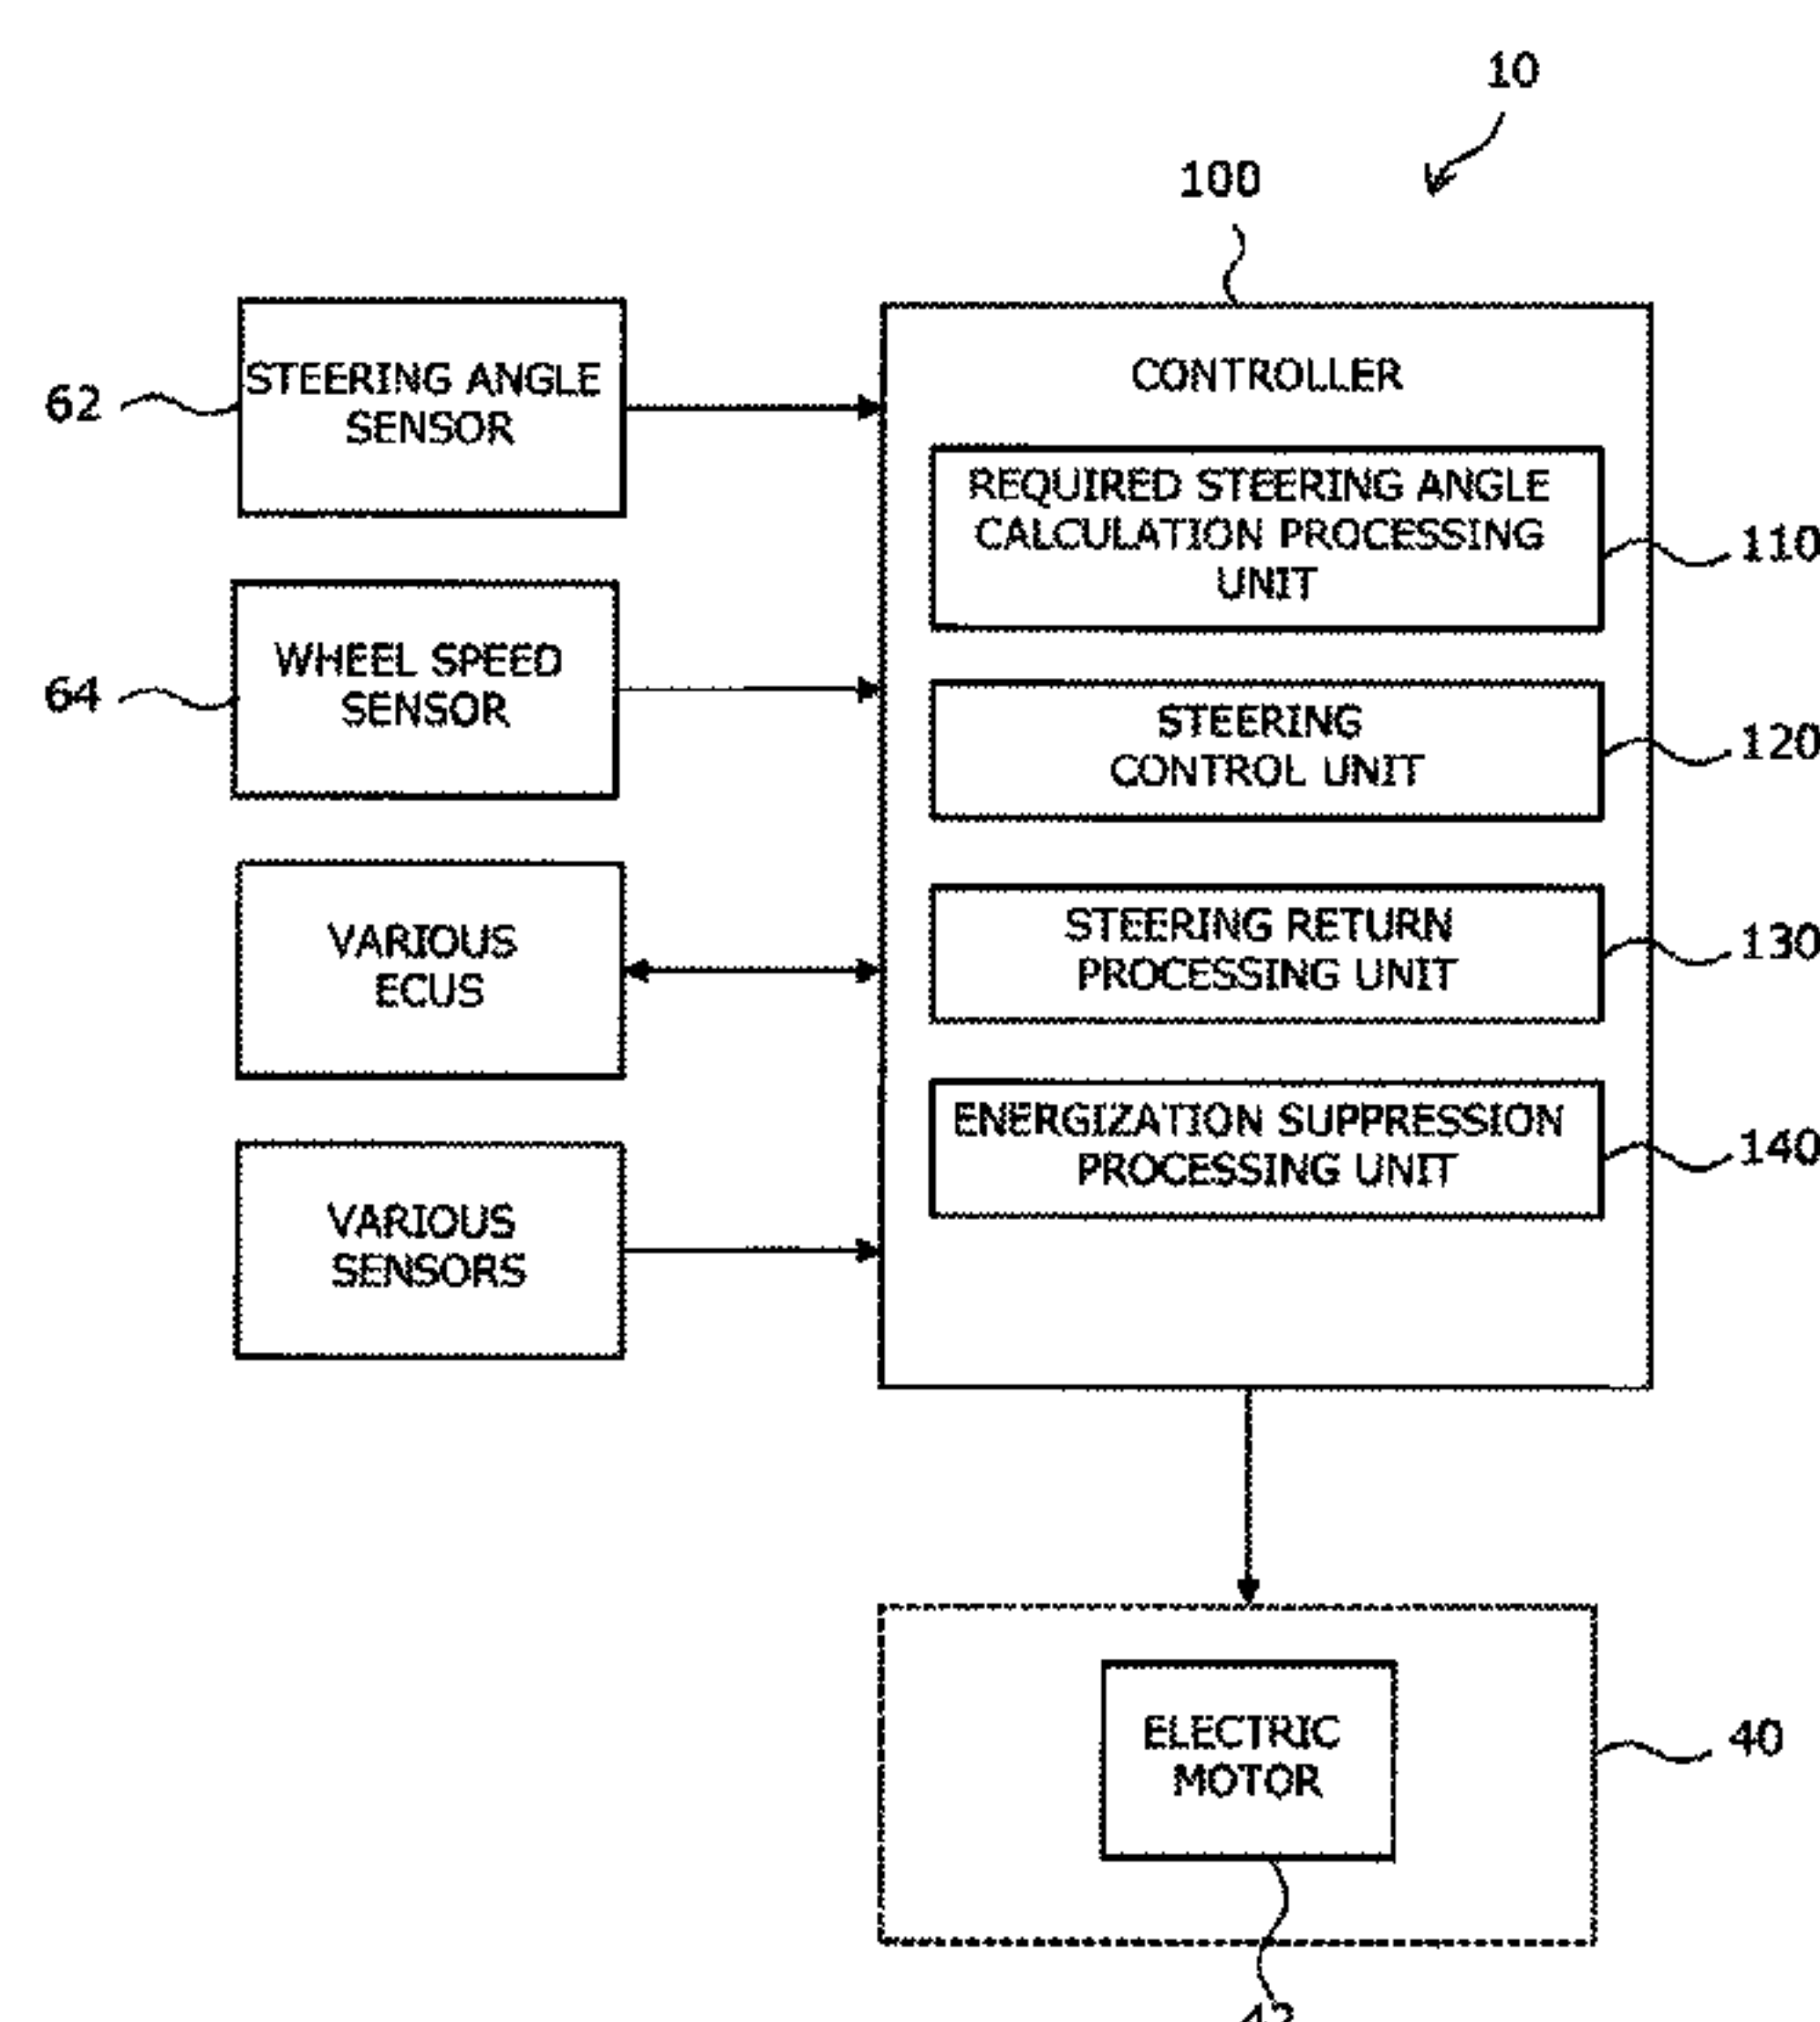 10
100
STEERING ANGLE
SENSOR
62
CONTROLLER
REQUIRED STEERING ANGLE
CALCULATION PROCESSING
UNIT
110
WHEEL SPEED
SENSOR
64
STEERING
CONTROL UNIT
120
VARIOUS
ECUS
STEERING RETURN
PROCESSING UNIT
130
ENERGIZATION SUPPRESSION
PROCESSING UNIT
140
VARIOUS
SENSORS
ELECTRIC
MOTOR
40